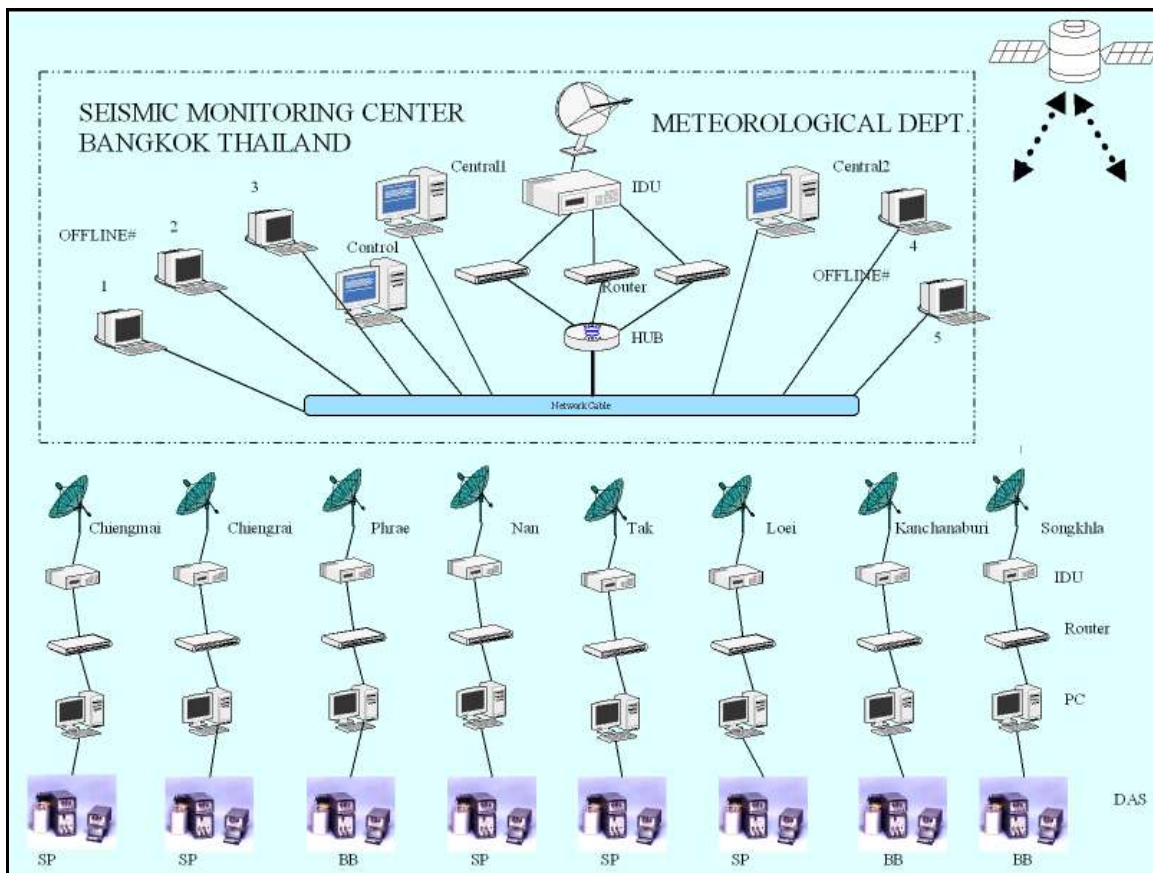 SEISMIC MONITORING CENTER
BANGKOK THAILAND
METEOROLOGICAL DEPT.
Central1
IDU
Central2
3
2
OFFLINE#
1
Control
Router
HUB
4
OFFLINE#
5
Network Cable
Chiengmai
Chiengrai
Phrae
Nan
Tak
Loei
Kanchanaburi
Songkhla
IDU
Router
PC
DAS
SP
SP
BB
SP
SP
SP
BB
BB